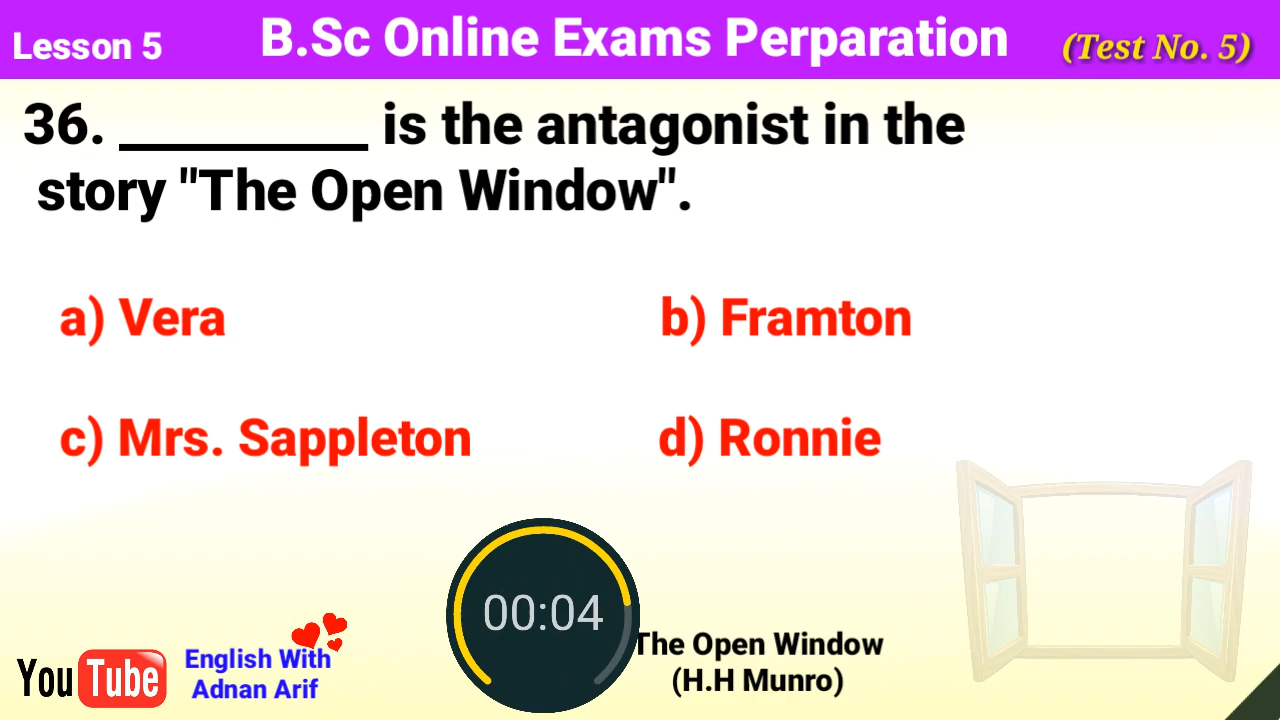 Lesson 5
B.Sc Online Exams Perparation
(Test No. 5)
36. _________ is the antagonist in the
story "The Open Window".
a) Vera
b) Framton
c) Mrs. Sappleton
d) Ronnie
00:04
The Open Window
(H.H Munro)
YouTube
English With
Adnan Arif